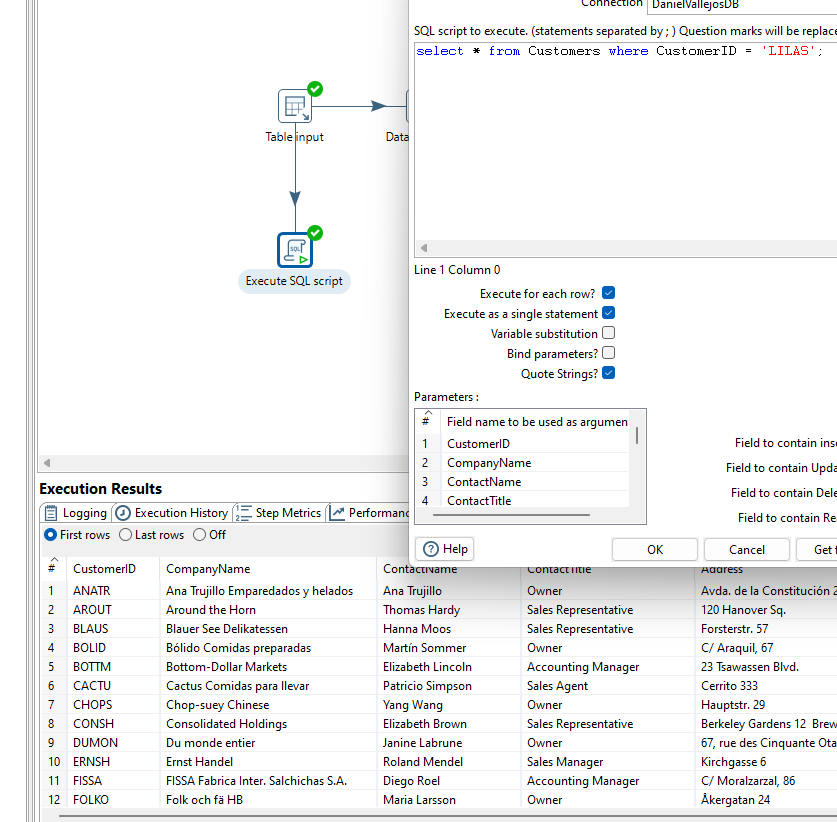 Connection DanielVallejosDB
SQL script to execute. (statements separated by ; ) Question marks will be replace
select * from Customers where CustomerID = 'LILAS';
Table input
Data
Execute SQL script
Line 1 Column 0
Execute for each row?
Execute as a single statement
Variable substitution
Bind parameters?
Quote Strings?
Parameters :
# Field name to be used as argumen
1 CustomerID
2 CompanyName
3 ContactName
4 ContactTitle
Field to contain ins
Field to contain Upda
Field to contain Dele
Field to contain Re
Help OK Cancel Get f
Execution Results
Logging Execution History Step Metrics Performanc
First rows Last rows Off
# CustomerID CompanyName ContactName ContactTitle Address
1 ANATR Ana Trujillo Emparedados y helados Ana Trujillo Owner Avda. de la Constitución 2
2 AROUT Around the Horn Thomas Hardy Sales Representative 120 Hanover Sq.
3 BLAUS Blauer See Delikatessen Hanna Moos Sales Representative Forsterstr. 57
4 BOLID Bólido Comidas preparadas Martín Sommer Owner C/ Araquil, 67
5 BOTTM Bottom-Dollar Markets Elizabeth Lincoln Accounting Manager 23 Tsawassen Blvd.
6 CACTU Cactus Comidas para llevar Patricio Simpson Sales Agent Cerrito 333
7 CHOPS Chop-suey Chinese Yang Wang Owner Hauptstr. 29
8 CONSH Consolidated Holdings Elizabeth Brown Sales Representative Berkeley Gardens 12 Brew
9 DUMON Du monde entier Janine Labrune Owner 67, rue des Cinquante Ota
10 ERNSH Ernst Handel Roland Mendel Sales Manager Kirchgasse 6
11 FISSA FISSA Fabrica Inter. Salchichas S.A. Diego Roel Accounting Manager C/ Moralzarzal, 86
12 FOLKO Folk och fä HB Maria Larsson Owner Åkergatan 24